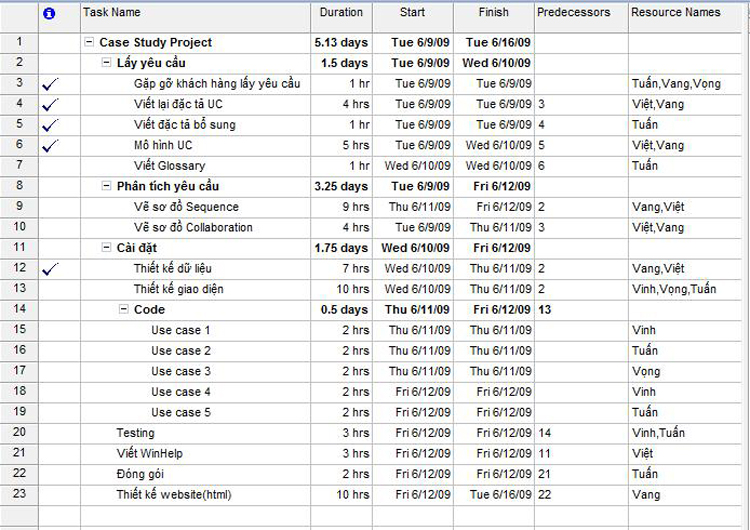 Task Name Duration Start Finish Predecessors Resource Names
1 Case Study Project 5.13 days Tue 6/9/09 Tue 6/16/09
2 Lấy yêu cầu 1.5 days Tue 6/9/09 Wed 6/10/09
3 Gặp gỡ khách hàng lấy yêu cầu 1 hr Tue 6/9/09 Tue 6/9/09 Tuấn,Vang,Vọng
4 Viết lại đặc tả UC 4 hrs Tue 6/9/09 Tue 6/9/09 3 Việt,Vang
5 Viết đặc tả bổ sung 1 hr Tue 6/9/09 Tue 6/9/09 4 Tuấn
6 Mô hình UC 5 hrs Tue 6/9/09 Wed 6/10/09 5 Việt,Vang
7 Viết Glossary 1 hr Wed 6/10/09 Wed 6/10/09 6 Tuấn
8 Phân tích yêu cầu 3.25 days Tue 6/9/09 Fri 6/12/09
9 Vẽ sơ đồ Sequence 9 hrs Thu 6/11/09 Fri 6/12/09 2 Vang,Việt
10 Vẽ sơ đồ Collaboration 4 hrs Tue 6/9/09 Thu 6/11/09 3 Việt,Vang
11 Cài đặt 1.75 days Wed 6/10/09 Fri 6/12/09
12 Thiết kế dữ liệu 7 hrs Wed 6/10/09 Thu 6/11/09 2 Vang,Việt
13 Thiết kế giao diện 10 hrs Wed 6/10/09 Thu 6/11/09 2 Vinh,Vọng,Tuấn
14 Code 0.5 days Thu 6/11/09 Fri 6/12/09 13
15 Use case 1 2 hrs Thu 6/11/09 Thu 6/11/09 Vinh
16 Use case 2 2 hrs Thu 6/11/09 Thu 6/11/09 Tuấn
17 Use case 3 2 hrs Thu 6/11/09 Thu 6/11/09 Vọng
18 Use case 4 2 hrs Fri 6/12/09 Fri 6/12/09 Vinh
19 Use case 5 2 hrs Fri 6/12/09 Fri 6/12/09 Tuấn
20 Testing 3 hrs Fri 6/12/09 Fri 6/12/09 14 Vinh,Tuấn
21 Viết WinHelp 3 hrs Fri 6/12/09 Fri 6/12/09 11 Việt
22 Đóng gói 2 hrs Fri 6/12/09 Fri 6/12/09 21 Tuấn
23 Thiết kế website(html) 10 hrs Fri 6/12/09 Tue 6/16/09 22 Vang